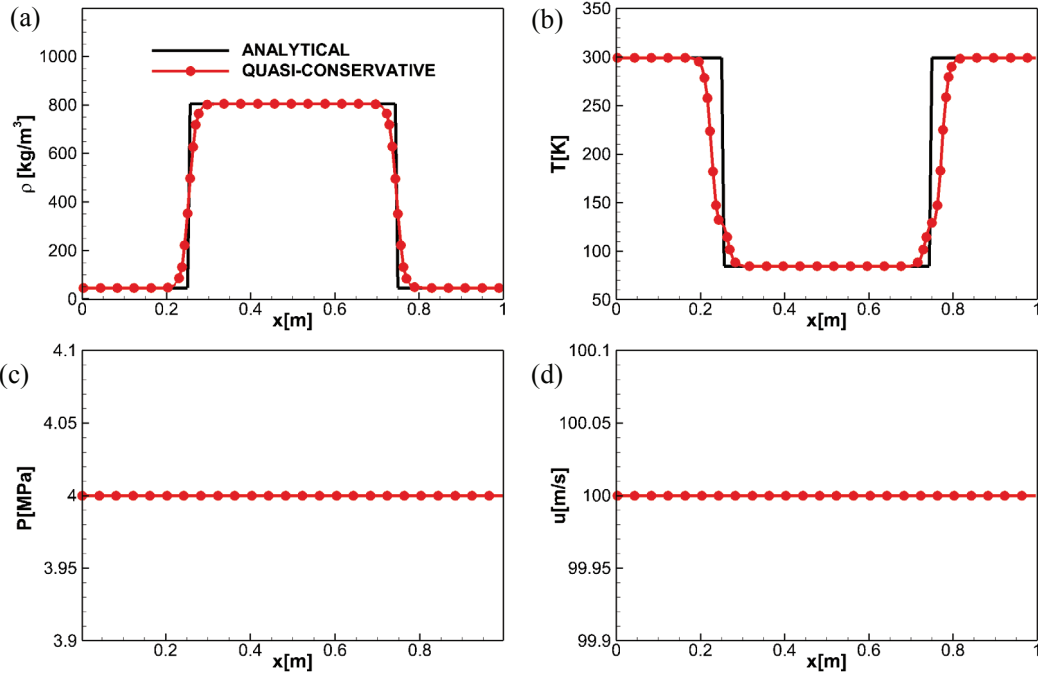 (a)
1000
800
600
400
200
0
ρ [kg/m³]
ANALYTICAL
QUASI-CONSERVATIVE
0.2 0.4 0.6 0.8 1
x[m]
(b)
350
300
250
200
150
100
50
T[K]
0 0.2 0.4 0.6 0.8 1
x[m]
(c)
4.1
4.05
4
3.95
3.9
P[MPa]
0.2 0.4 0.6 0.8 1
x[m]
(d)
100.1
100.05
100
99.95
99.9
u[m/s]
0.2 0.4 0.6 0.8 1
x[m]